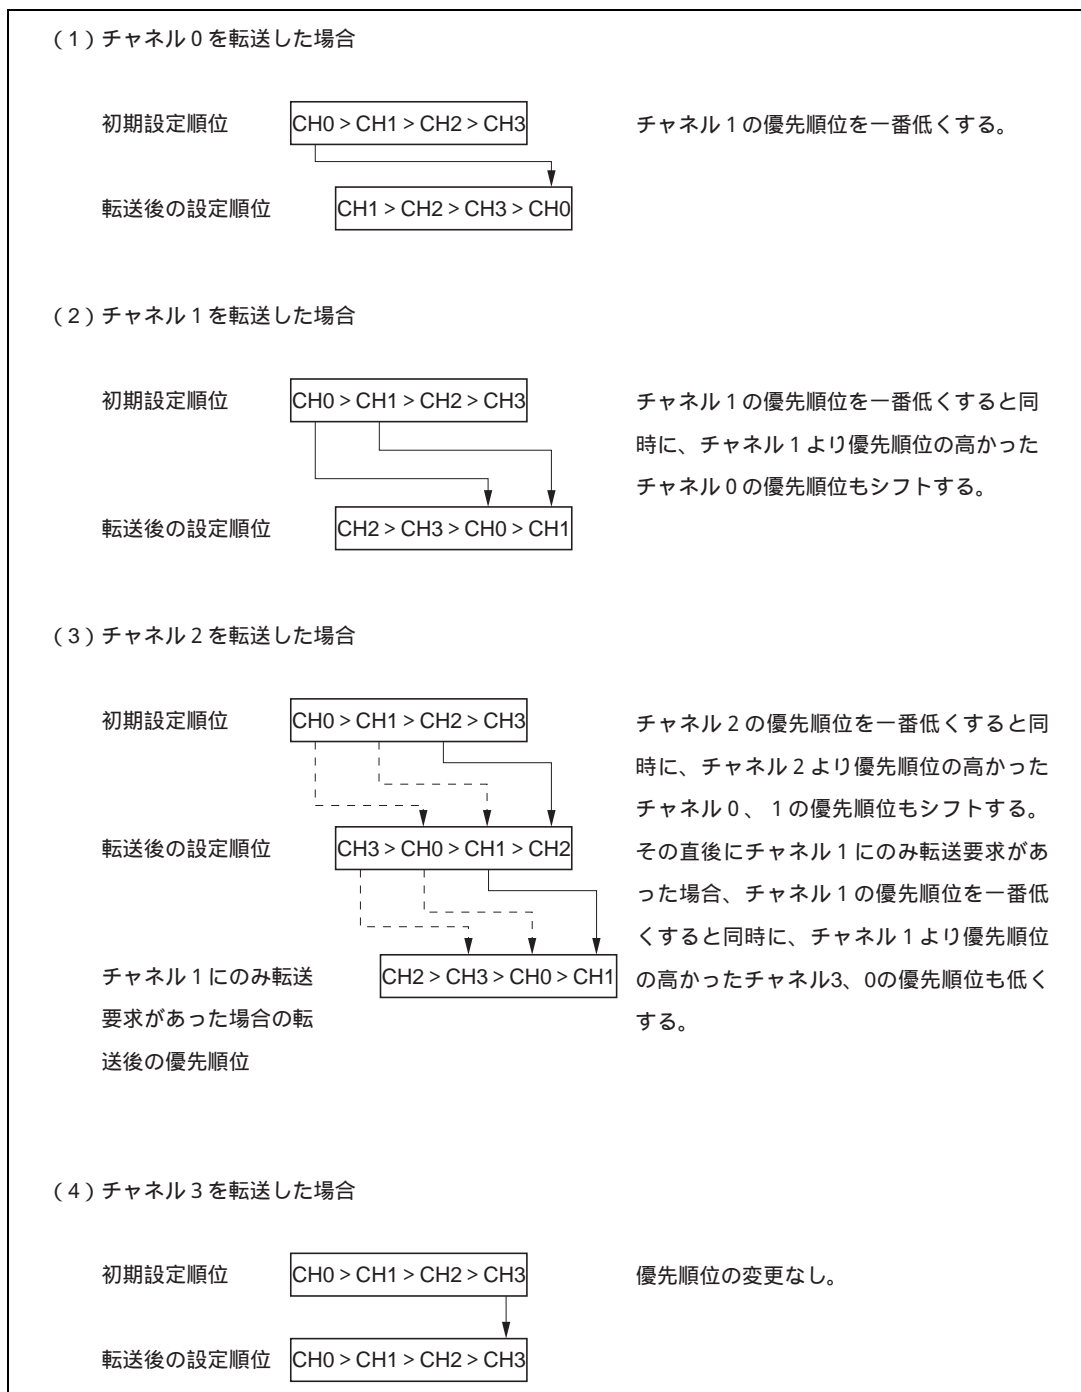 （1）チャネル0を転送した場合
初期設定順位
CH0 > CH1 > CH2 > CH3
チャネル1の優先順位を一番低くする。
転送後の設定順位
CH1 > CH2 > CH3 > CH0
（2）チャネル1を転送した場合
初期設定順位
CH0 > CH1 > CH2 > CH3
チャネル1の優先順位を一番低くすると同
時に、チャネル1より優先順位の高かった
チャネル0の優先順位もシフトする。
転送後の設定順位
CH2 > CH3 > CH0 > CH1
（3）チャネル2を転送した場合
初期設定順位
CH0 > CH1 > CH2 > CH3
チャネル2の優先順位を一番低くすると同
時に、チャネル2より優先順位の高かった
チャネル0、1の優先順位もシフトする。
転送後の設定順位
CH3 > CH0 > CH1 > CH2
その直後にチャネル1にのみ転送要求があ
った場合、チャネル1の優先順位を一番低
くすると同時に、チャネル1より優先順位
の高かったチャネル3、0の優先順位も低く
する。
チャネル1にのみ転送
要求があった場合の転
送後の優先順位
CH2 > CH3 > CH0 > CH1
（4）チャネル3を転送した場合
初期設定順位
CH0 > CH1 > CH2 > CH3
優先順位の変更なし。
転送後の設定順位
CH0 > CH1 > CH2 > CH3